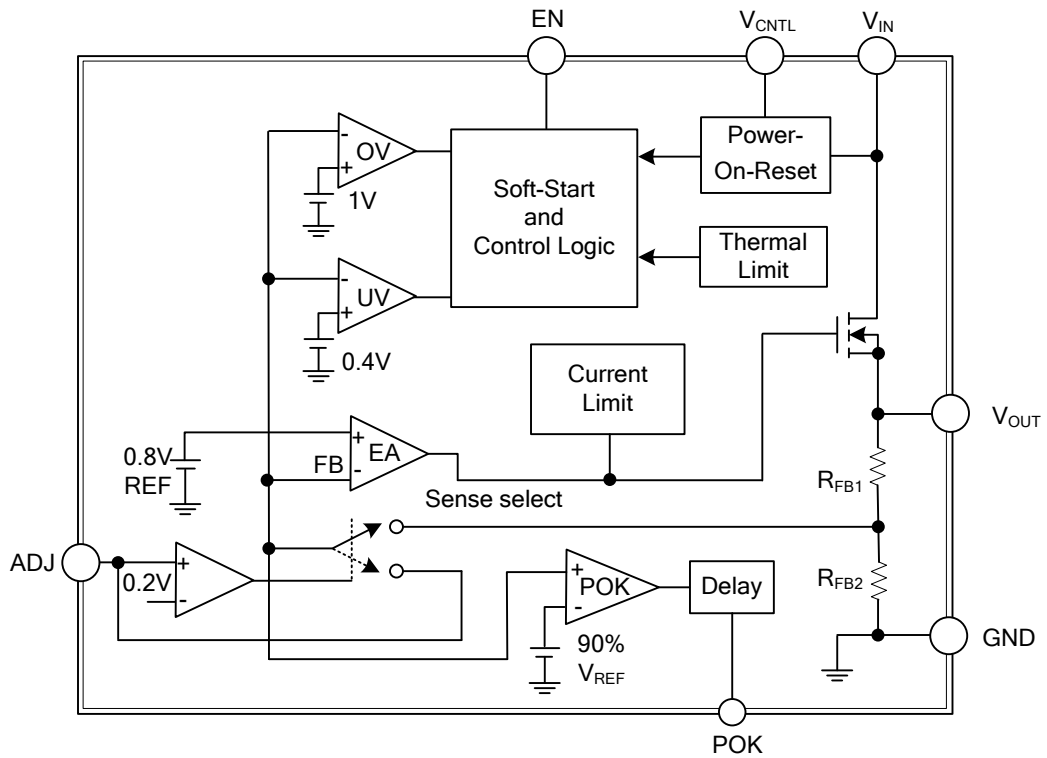 EN
VCNTL
VIN
OV
-
+
1V
Soft-Start
and
Control Logic
Power-
On-Reset
Thermal
Limit
UV
-
+
0.4V
Current
Limit
VOUT
0.8V
REF
FB
+
-
EA
Sense select
RFB1
ADJ
0.2V
+
-
POK
+
-
Delay
RFB2
90%
VREF
GND
POK